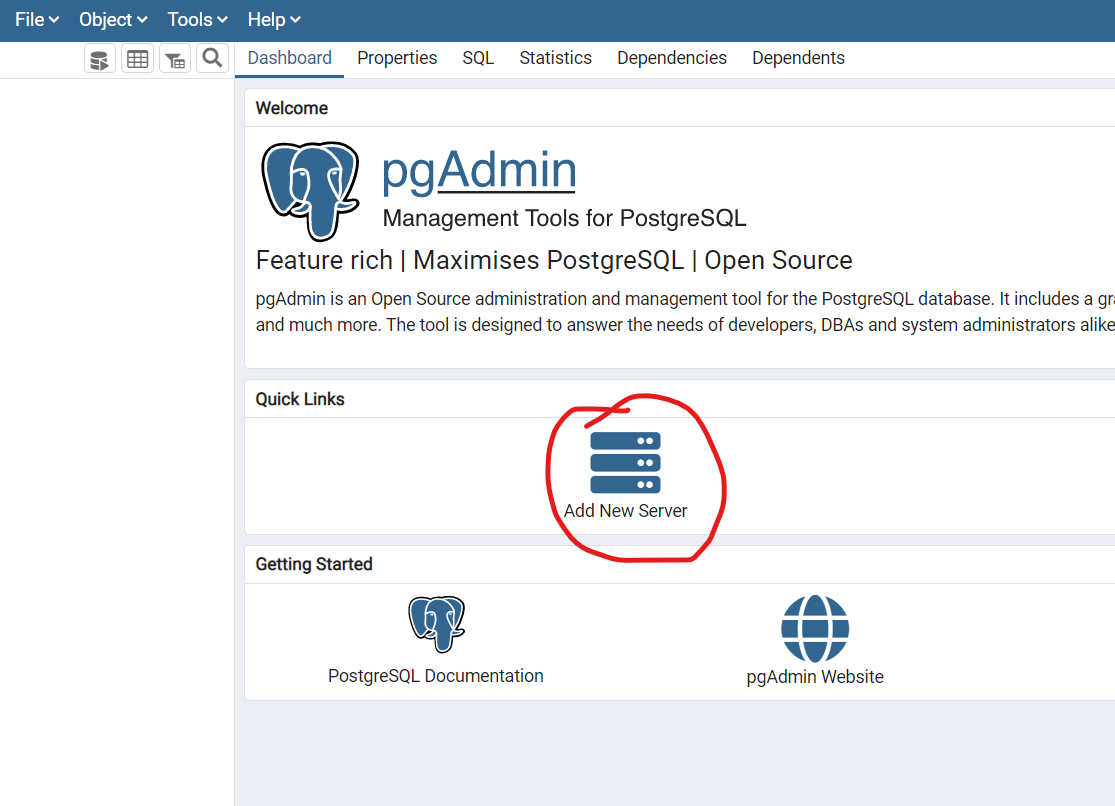 File Object Tools Help
Dashboard Properties SQL Statistics Dependencies Dependents
Welcome
pgAdmin
Management Tools for PostgreSQL
Feature rich | Maximises PostgreSQL | Open Source
pgAdmin is an Open Source administration and management tool for the PostgreSQL database. It includes a gra
and much more. The tool is designed to answer the needs of developers, DBAs and system administrators alike
Quick Links
Add New Server
Getting Started
PostgreSQL Documentation
pgAdmin Website